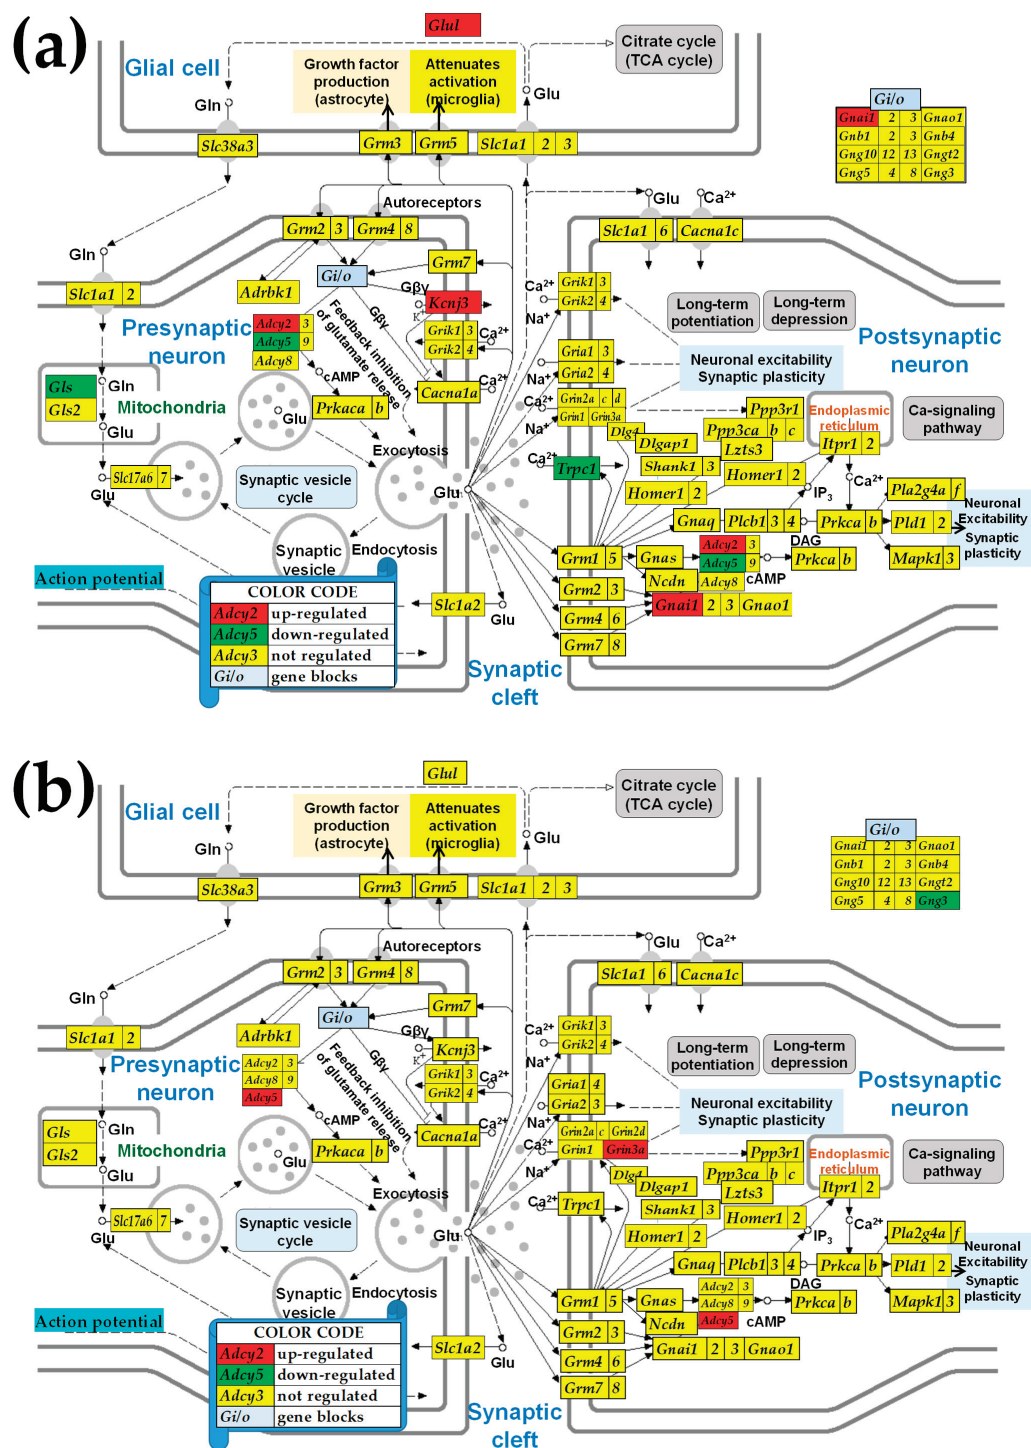 (a)
Glul
Citrate cycle
(TCA cycle)
Glial cell
Growth factor
production
(astrocyte)
Attenuates
activation
(microglia)
Glu
Gln
Gi/o
Gnai1 2 3 Gnao1
Gnb1 2 3 Gnb4
Gng10 12 13 Gngt2
Gng5 4 8 Gng3
Slc38a3
Grm3
Grm5
Slc1a1 2 3
Autoreceptors
Glu
Ca2+
Grm2 3
Grm4 8
Slc1a1 6
Cacna1c
Gln
Grm7
Gi/o
Adrbk1
Gβγ
Slc1a1 2
Kcnj3
K+
Ca2+
Grik1 3
Grik2 4
Na+
Presynaptic
neuron
Adcy2 3
Adcy5 9
Adcy8
Feedback inhibition
of glutamate release
Gβγ
Grik1 3
Grik2 4
Ca2+
Long-term
potentiation
Long-term
depression
Postsynaptic
neuron
Gria1 3
Gria2 4
Na+
Neuronal excitability
Synaptic plasticity
Gls
Gls2
Gln
Glu
Mitochondria
cAMP
Prkaca b
Cacna1a
Ca2+
Glu
Exocytosis
Ca2+
Grin2a c d
Grin1 Grin3a
Na+
Dlg4
Dlgap1
Ppp3r1
Ppp3ca b c
Lzts3
Endoplasmic
reticulum
Itpr1 2
Ca-signaling
pathway
Ca2+
Trpc1
Shank1 3
Homer1 2
Homer1 2
IP3
Ca2+
Slc17a6 7
Glu
Synaptic vesicle
cycle
Glu
Pla2g4a f
Gnaq
Plcb1 3 4
Prkca b
Pld1 2
Neuronal
Excitability
Synaptic
plasticity
Synaptic
vesicle
Endocytosis
DAG
Grm1 5
Gnas
Adcy2 3
Adcy5 9
Adcy8
cAMP
Prkca b
Mapk1 3
Action potential
Ncdn
Grm2 3
Gnai1 2 3 Gnao1
Slc1a2
Glu
Grm4 6
Grm7 8
COLOR CODE
Adcy2 up-regulated
Adcy5 down-regulated
Adcy3 not regulated
Gi/o gene blocks
Synaptic
cleft
(b)
Glul
Citrate cycle
(TCA cycle)
Glial cell
Growth factor
production
(astrocyte)
Attenuates
activation
(microglia)
Glu
Gln
Gi/o
Gnai1 2 3 Gnao1
Gnb1 2 3 Gnb4
Gng10 12 13 Gngt2
Gng5 4 8 Gng3
Slc38a3
Grm3
Grm5
Slc1a1 2 3
Autoreceptors
Glu
Ca2+
Grm2 3
Grm4 8
Slc1a1 6
Cacna1c
Gln
Grm7
Gi/o
Adrbk1
Gβγ
Slc1a1 2
Kcnj3
K+
Ca2+
Grik1 3
Grik2 4
Na+
Presynaptic
neuron
Adcy2 3
Adcy8 9
Adcy5
Feedback inhibition
of glutamate release
Gβγ
Grik1 3
Grik2 4
Ca2+
Long-term
potentiation
Long-term
depression
Postsynaptic
neuron
Gria1 4
Gria2 3
Na+
Neuronal excitability
Synaptic plasticity
Gls
Gls2
Gln
Glu
Mitochondria
cAMP
Prkaca b
Cacna1a
Ca2+
Glu
Exocytosis
Ca2+
Grin2a c Grin2d
Grin1 Grin3a
Na+
Dlg4
Dlgap1
Ppp3r1
Ppp3ca b c
Lzts3
Endoplasmic
reticulum
Itpr1 2
Ca-signaling
pathway
Ca2+
Trpc1
Shank1 3
Homer1 2
Homer1 2
IP3
Ca2+
Slc17a6 7
Glu
Synaptic vesicle
cycle
Glu
Pla2g4a f
Gnaq
Plcb1 3 4
Prkca b
Pld1 2
Neuronal
Excitability
Synaptic
plasticity
Synaptic
vesicle
Endocytosis
DAG
Grm1 5
Gnas
Adcy2 3
Adcy8 9
Adcy5
cAMP
Prkca b
Mapk1 3
Action potential
Ncdn
Grm2 3
Gnai1 2 3 Gnao1
Slc1a2
Glu
Grm4 6
Grm7 8
COLOR CODE
Adcy2 up-regulated
Adcy5 down-regulated
Adcy3 not regulated
Gi/o gene blocks
Synaptic
cleft